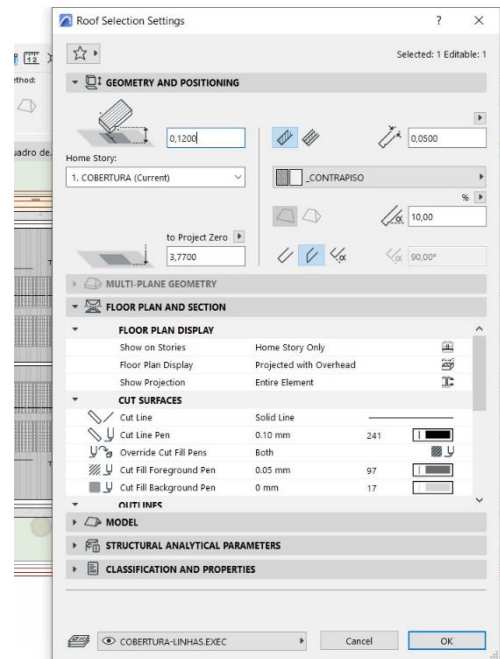 Roof Selection Settings
?
Selected: 1 Editable: 1
GEOMETRY AND POSITIONING
0,1200
0,0500
Home Story:
1. COBERTURA (Current)
_CONTRAPISO
%
10,00
to Project Zero
3,7700
90,00°
MULTI-PLANE GEOMETRY
FLOOR PLAN AND SECTION
FLOOR PLAN DISPLAY
Show on Stories Home Story Only
Floor Plan Display Projected with Overhead
Show Projection Entire Element
CUT SURFACES
Cut Line Solid Line
Cut Line Pen 0.10 mm 241
Override Cut Fill Pens Both
Cut Fill Foreground Pen 0.05 mm 97
Cut Fill Background Pen 0 mm 17
OUTLINES
MODEL
STRUCTURAL ANALYTICAL PARAMETERS
CLASSIFICATION AND PROPERTIES
COBERTURA-LINHAS.EXEC
Cancel
OK
thod:
uadro de.